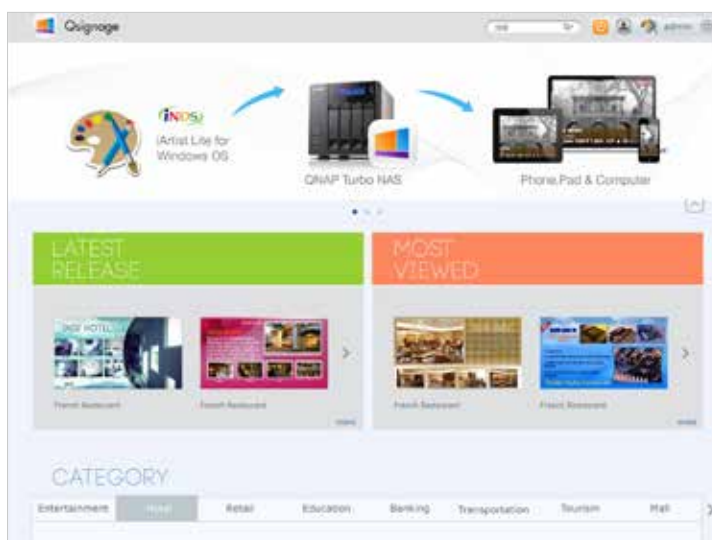 Qsignage
admin
iNDS
iArtist Lite for
Windows OS
QNAP Turbo NAS
Phone,Pad & Computer
LATEST
RELEASE
MOST
VIEWED
French Restaurant
French Restaurant
French Restaurant
French Restaurant
more
more
CATEGORY
Entertainment Hotel Retail Education Banking Transportation Tourism Mall